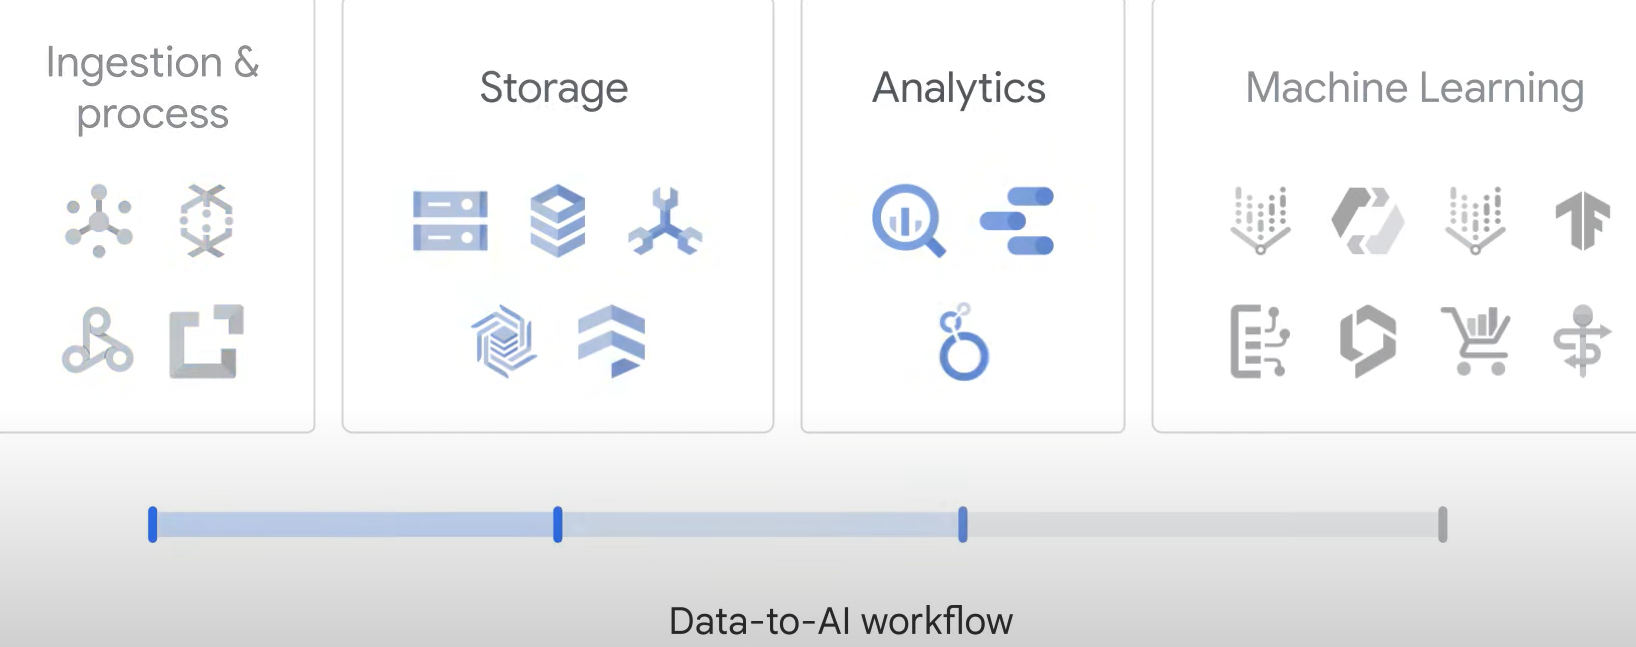 Ingestion &
process
Storage
Analytics
Machine Learning
Data-to-AI workflow